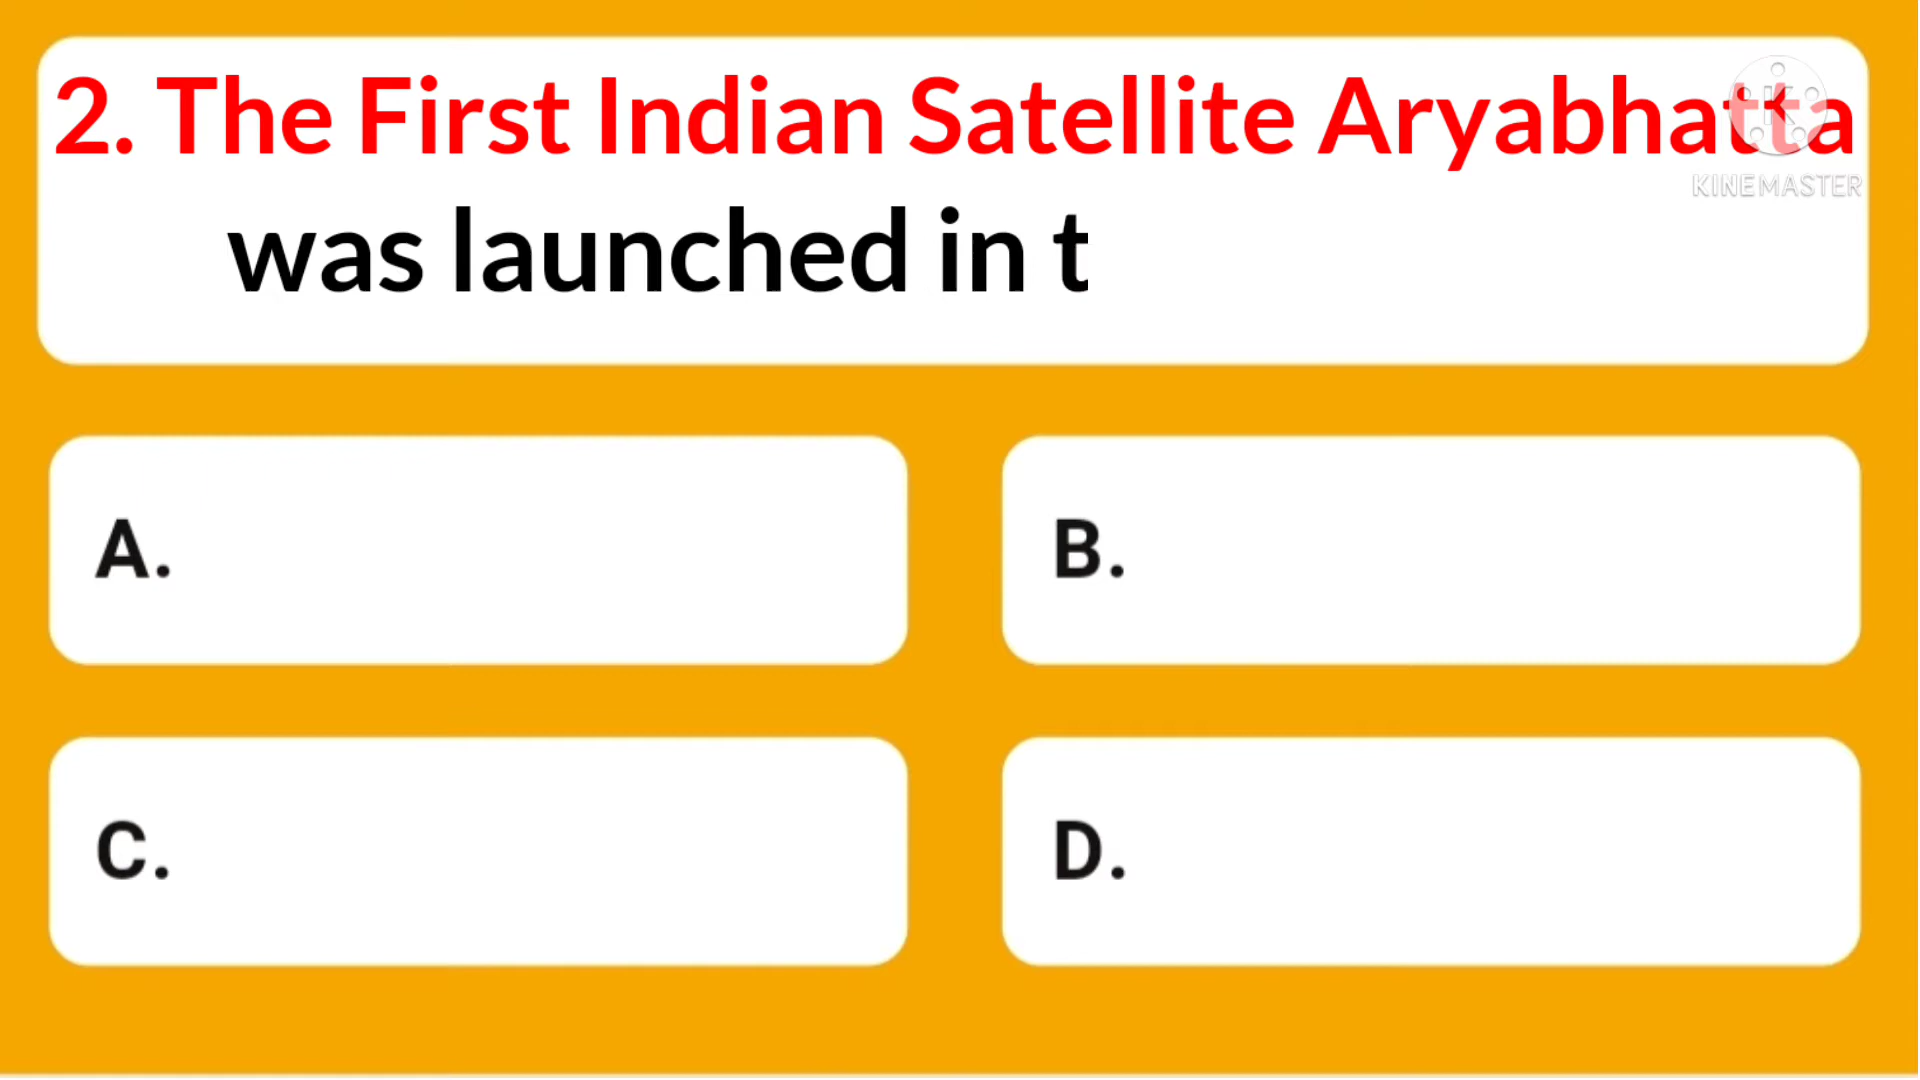 2. The First Indian Satellite Aryabhatta
KINEMASTER
was launched in t
A.
B.
C.
D.